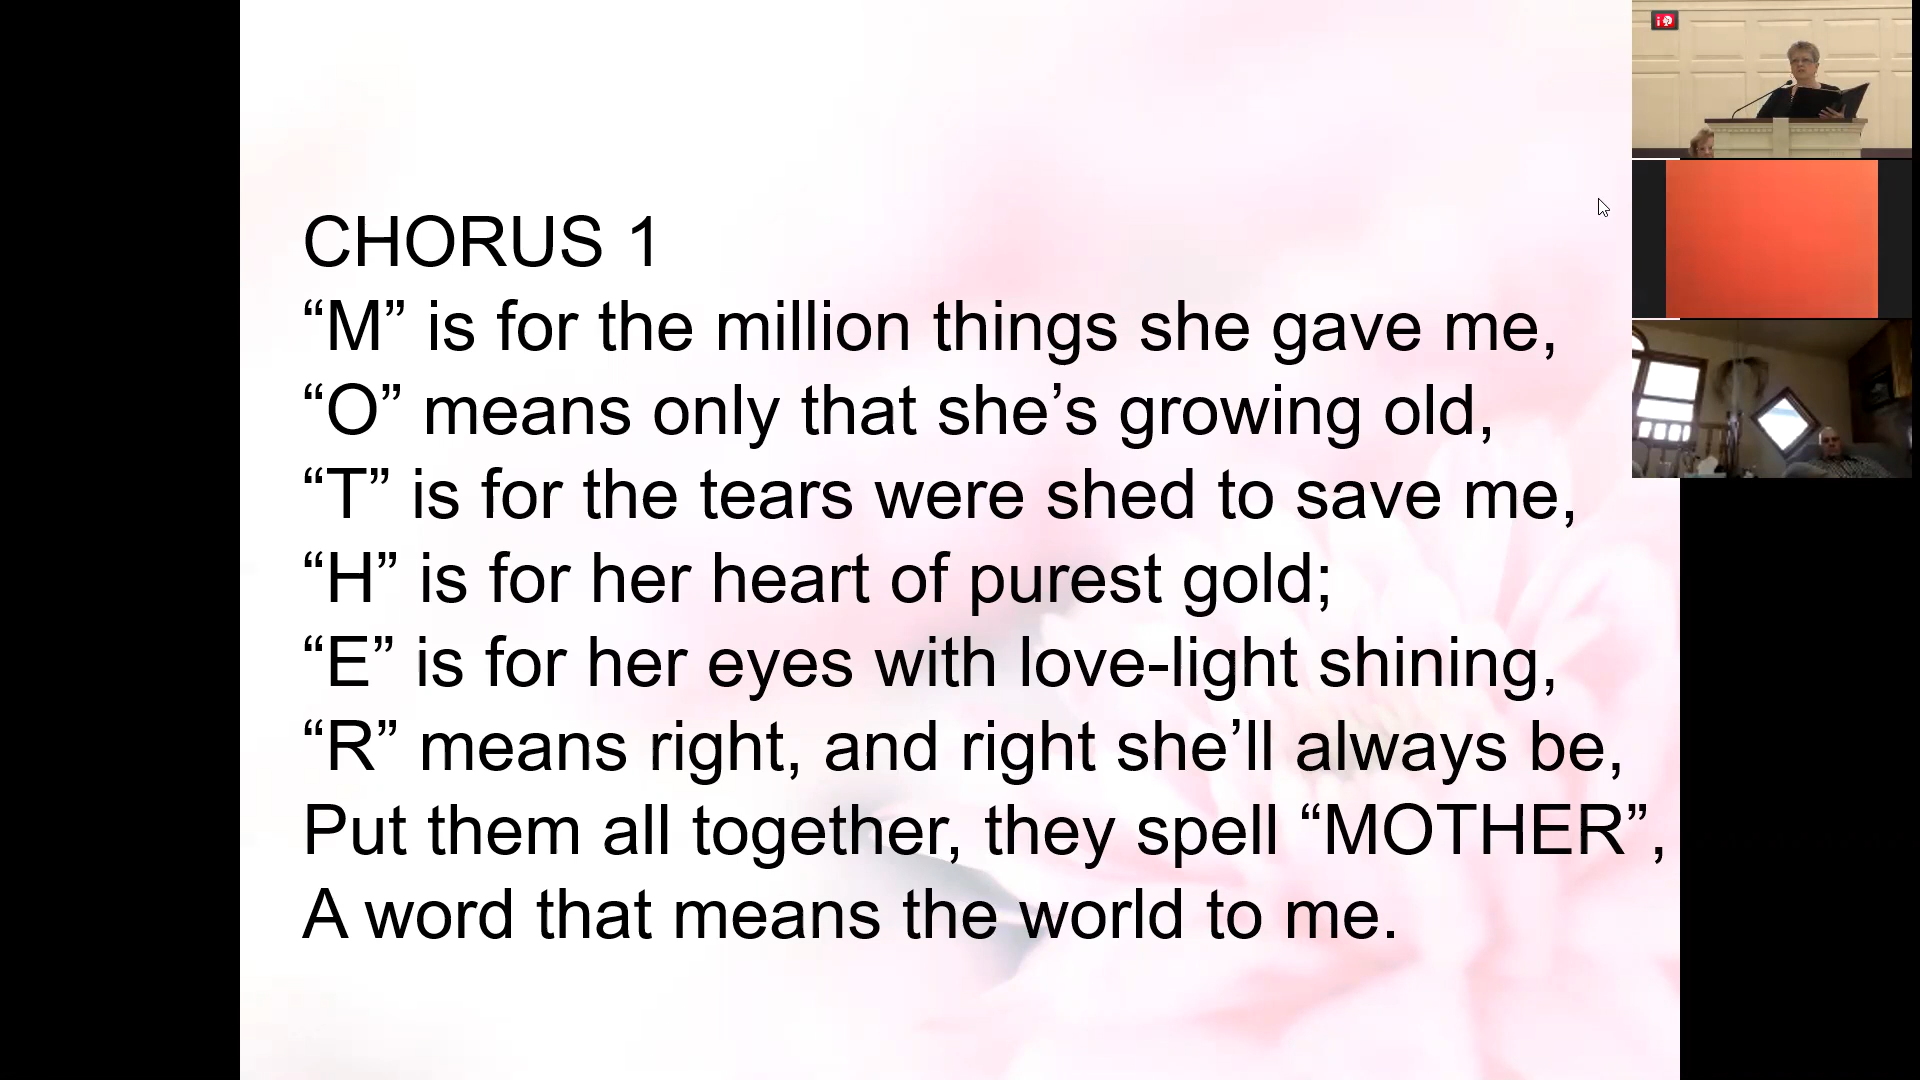 CHORUS 1
“M” is for the million things she gave me,
“O” means only that she’s growing old,
“T” is for the tears were shed to save me,
“H” is for her heart of purest gold;
“E” is for her eyes with love-light shining,
“R” means right, and right she’ll always be,
Put them all together, they spell “MOTHER”,
A word that means the world to me.